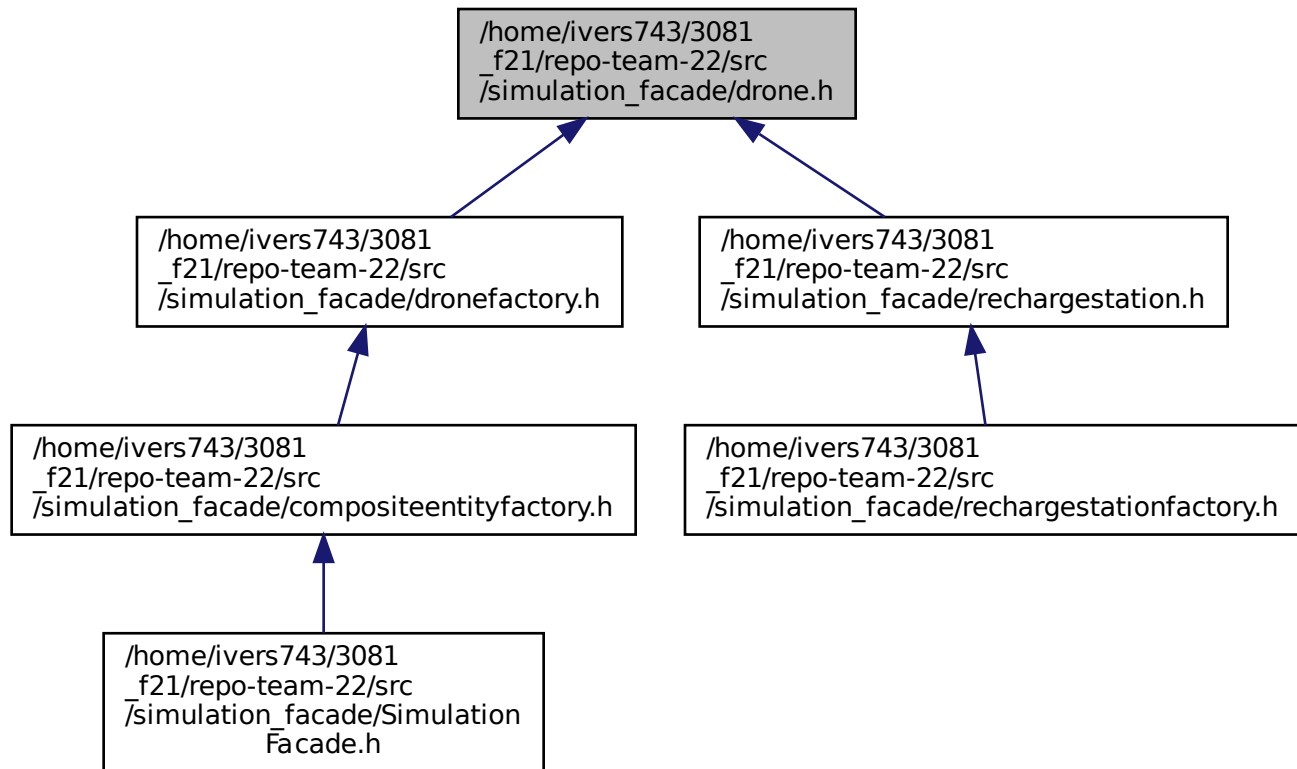 /home/ivers743/3081
_f21/repo-team-22/src
/simulation_facade/drone.h
/home/ivers743/3081
_f21/repo-team-22/src
/simulation_facade/dronefactory.h
/home/ivers743/3081
_f21/repo-team-22/src
/simulation_facade/rechargestation.h
/home/ivers743/3081
_f21/repo-team-22/src
/simulation_facade/compositeentityfactory.h
/home/ivers743/3081
_f21/repo-team-22/src
/simulation_facade/rechargestationfactory.h
/home/ivers743/3081
_f21/repo-team-22/src
/simulation_facade/Simulation
Facade.h